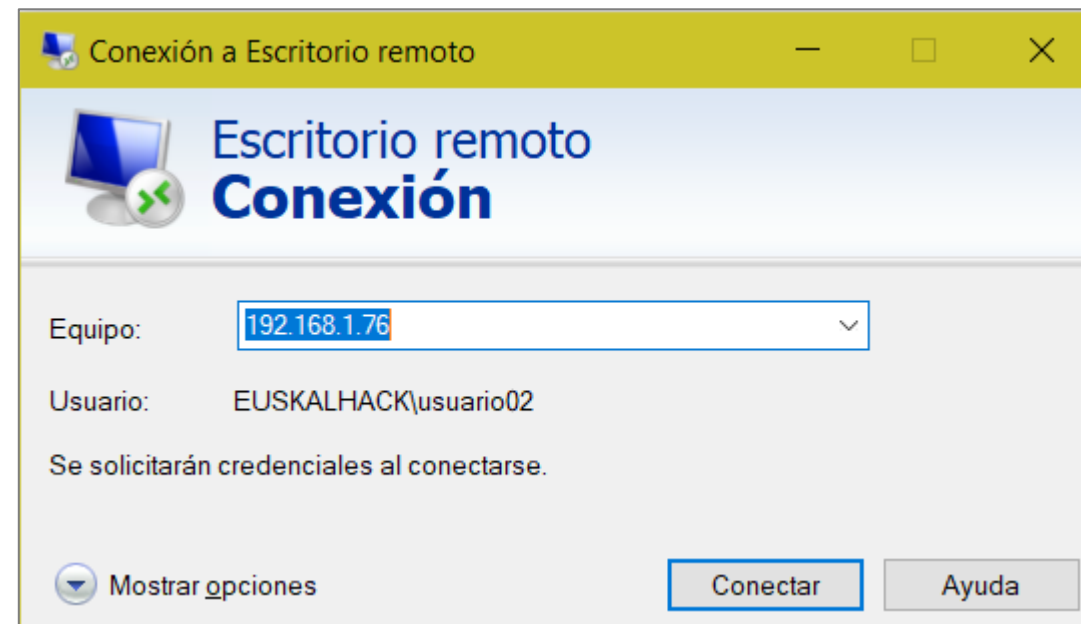 Conexión a Escritorio remoto
Escritorio remoto
Conexión
Equipo: 192.168.1.76
Usuario: EUSKALHACK\usuario02
Se solicitarán credenciales al conectarse.
Mostrar opciones Conectar Ayuda